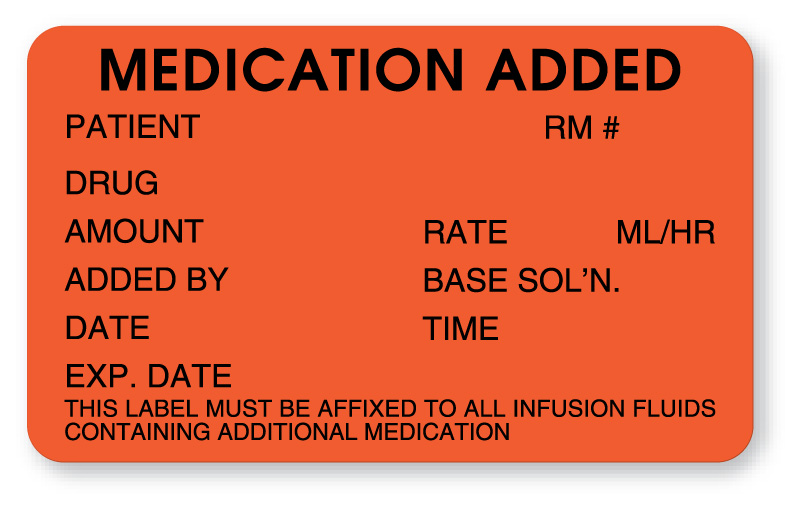 MEDICATION ADDED
PATIENT RM #
DRUG
AMOUNT RATE ML/HR
ADDED BY BASE SOL'N.
DATE TIME
EXP. DATE
THIS LABEL MUST BE AFFIXED TO ALL INFUSION FLUIDS
CONTAINING ADDITIONAL MEDICATION